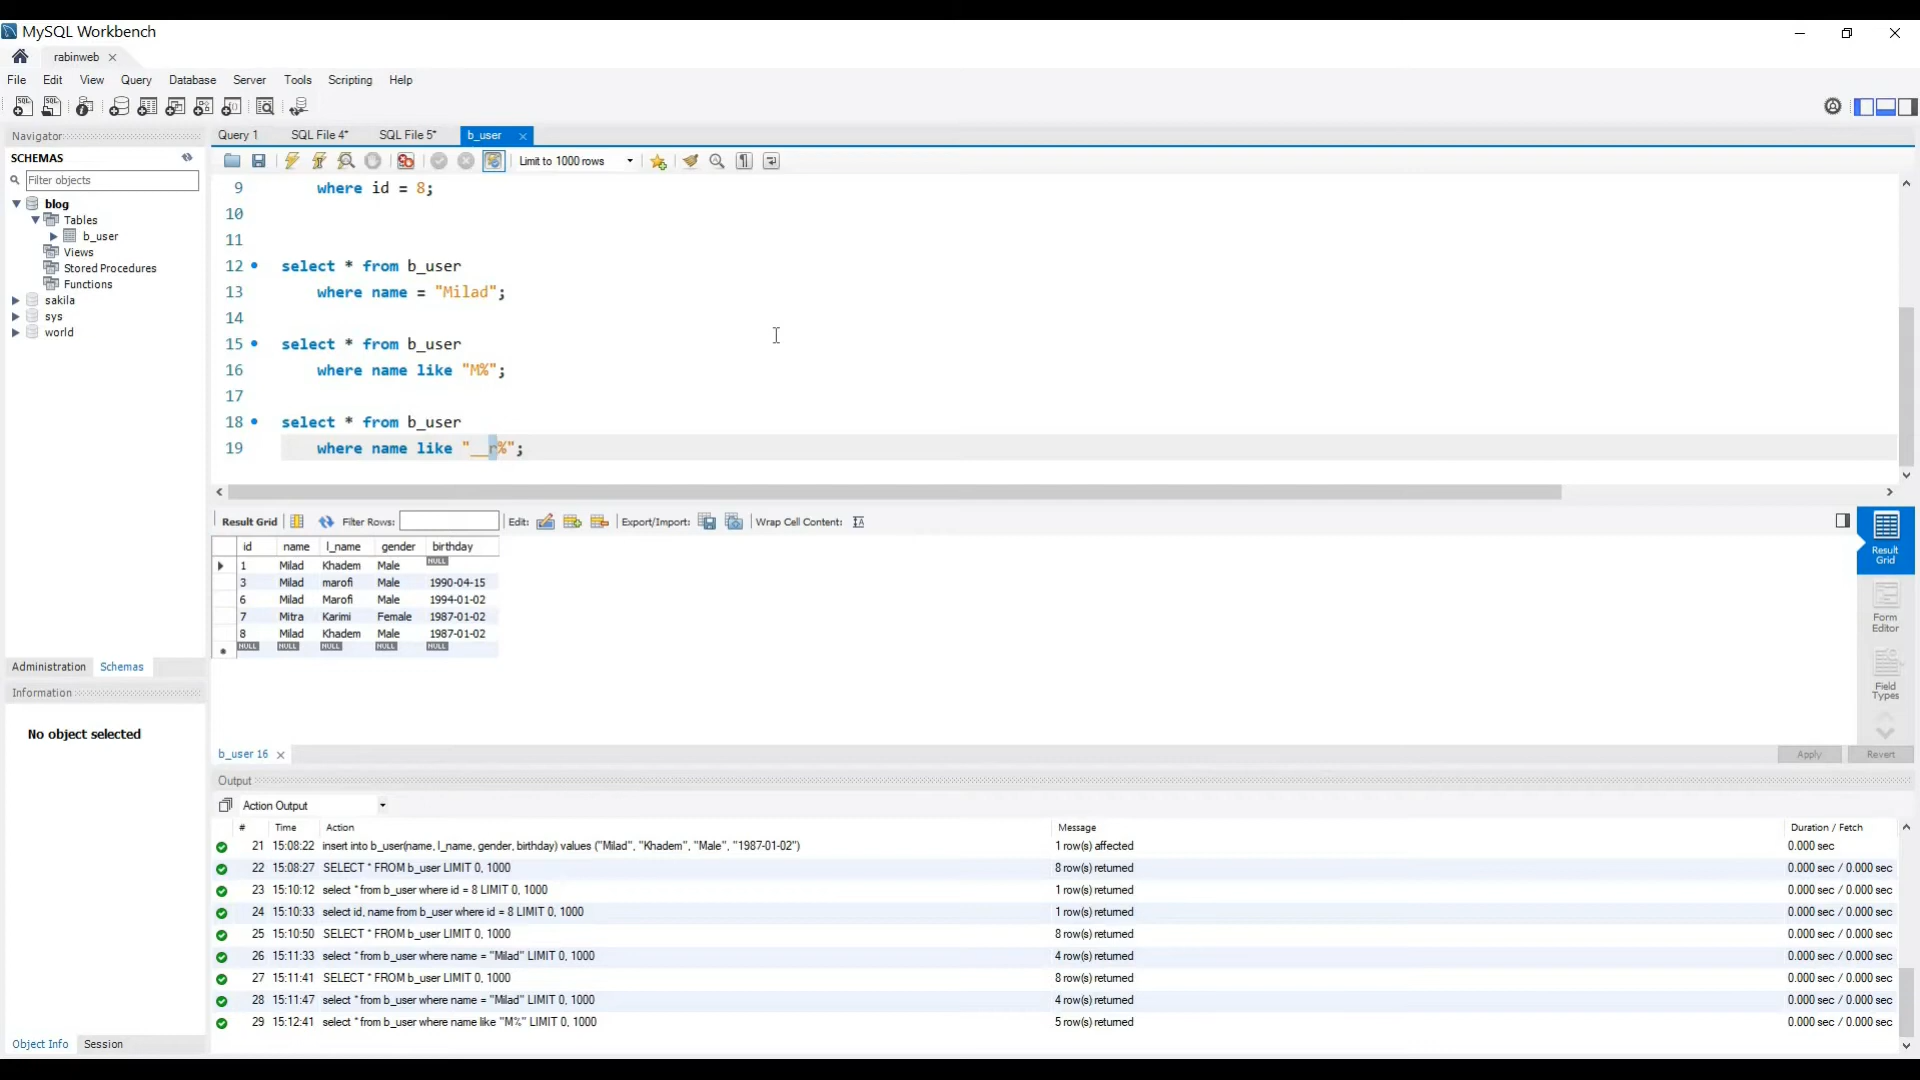 MySQL Workbench
rabinweb
File Edit View Query Database Server Tools Scripting Help
Navigator
SCHEMAS
Filter objects
blog
Tables
b_user
Views
Stored Procedures
Functions
sakila
sys
world
Administration Schemas
Information
No object selected
Object Info Session
Query 1 SQL File 4* SQL File 5* b_user
Limit to 1000 rows
9 where id = 8;
10
11
12 select * from b_user
13 where name = "Milad";
14
15 select * from b_user
16 where name like "M%";
17
18 select * from b_user
19 where name like "__r%";
Result Grid Filter Rows: Edit: Export/Import: Wrap Cell Content:
id name l_name gender birthday
1 Milad Khadem Male NULL
3 Milad marofi Male 1990-04-15
6 Milad Marofi Male 1994-01-02
7 Mitra Karimi Female 1987-01-02
8 Milad Khadem Male 1987-01-02
NULL NULL NULL NULL NULL
Result Grid
Form Editor
Field Types
b_user 16
Apply Revert
Output
Action Output
# Time Action Message Duration / Fetch
21 15:08:22 insert into b_user(name, l_name, gender, birthday) values ("Milad", "Khadem", "Male", "1987-01-02") 1 row(s) affected 0.000 sec
22 15:08:27 SELECT * FROM b_user LIMIT 0, 1000 8 row(s) returned 0.000 sec / 0.000 sec
23 15:10:12 select * from b_user where id = 8 LIMIT 0, 1000 1 row(s) returned 0.000 sec / 0.000 sec
24 15:10:33 select id, name from b_user where id = 8 LIMIT 0, 1000 1 row(s) returned 0.000 sec / 0.000 sec
25 15:10:50 SELECT * FROM b_user LIMIT 0, 1000 8 row(s) returned 0.000 sec / 0.000 sec
26 15:11:33 select * from b_user where name = "Milad" LIMIT 0, 1000 4 row(s) returned 0.000 sec / 0.000 sec
27 15:11:41 SELECT * FROM b_user LIMIT 0, 1000 8 row(s) returned 0.000 sec / 0.000 sec
28 15:11:47 select * from b_user where name = "Milad" LIMIT 0, 1000 4 row(s) returned 0.000 sec / 0.000 sec
29 15:12:41 select * from b_user where name like "M%" LIMIT 0, 1000 5 row(s) returned 0.000 sec / 0.000 sec